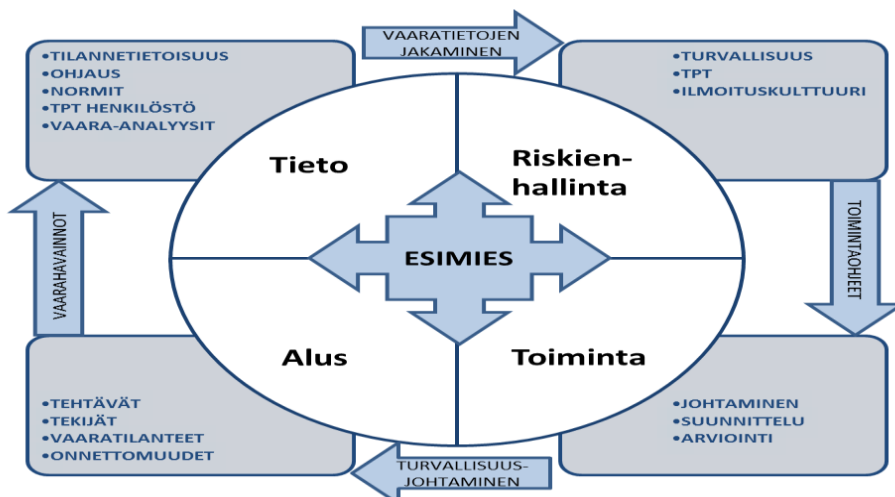 VAARATIETOJEN
JAKAMINEN
•TILANNETIETOISUUS
•OHJAUS
•NORMIT
•TPT HENKILÖSTÖ
•VAARA-ANALYYSIT
•TURVALLISUUS
•TPT
•ILMOITUSKULTTUURI
Tieto
Riskien-
hallinta
VAARAHAVAINNOT
ESIMIES
TOIMINTAOHJEET
Alus
Toiminta
•TEHTÄVÄT
•TEKIJÄT
•VAARATILANTEET
•ONNETTOMUUDET
•JOHTAMINEN
•SUUNNITTELU
•ARVIOINTI
TURVALLISUUS-
JOHTAMINEN